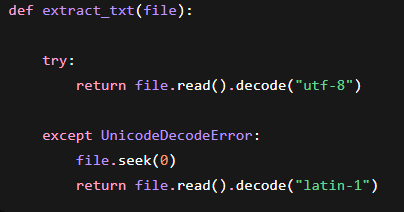 def extract_txt(file):
    try:
        return file.read().decode("utf-8")
    except UnicodeDecodeError:
        file.seek(0)
        return file.read().decode("latin-1")